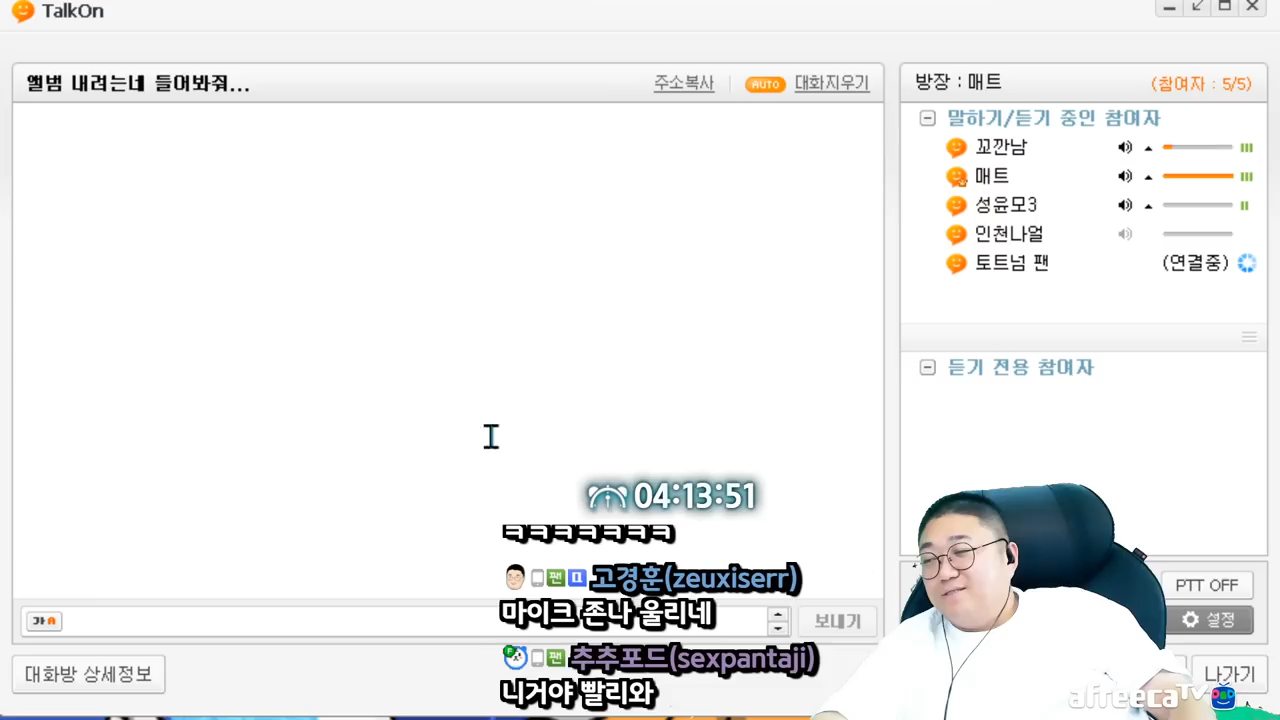 TalkOn
앨범 내려는네 들어봐줘...
주소복사
AUTO
대화지우기
방장 : 매트
(참여자 : 5/5)
말하기/듣기 중인 참여자
꼬깐남
매트
성윤모3
인천나얼
토트넘 팬
(연결중)
듣기 전용 참여자
04:13:51
ㅋㅋㅋㅋㅋㅋㅋ
팬
고경훈(zeuxiserr)
마이크 존나 울리네
팬
추추포드(sexpantaji)
니거야 빨리와
가
보내기
대화방 상세정보
PTT OFF
설정
나가기
afreecaTV